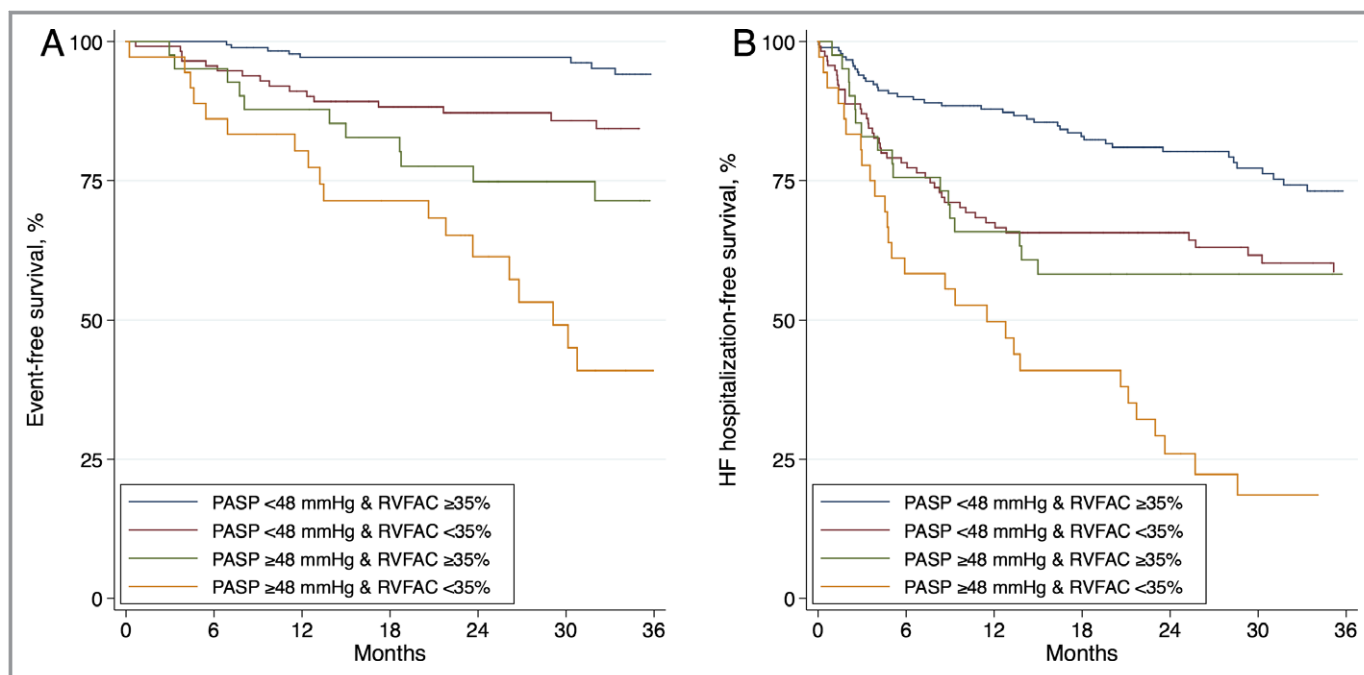 A
Event-free survival, %
100
75
50
25
0
PASP <48 mmHg & RVFAC ≥35%
PASP <48 mmHg & RVFAC <35%
PASP ≥48 mmHg & RVFAC ≥35%
PASP ≥48 mmHg & RVFAC <35%
0 6 12 18 24 30 36
Months
B
HF hospitalization-free survival, %
100
75
50
25
0
PASP <48 mmHg & RVFAC ≥35%
PASP <48 mmHg & RVFAC <35%
PASP ≥48 mmHg & RVFAC ≥35%
PASP ≥48 mmHg & RVFAC <35%
0 6 12 18 24 30 36
Months